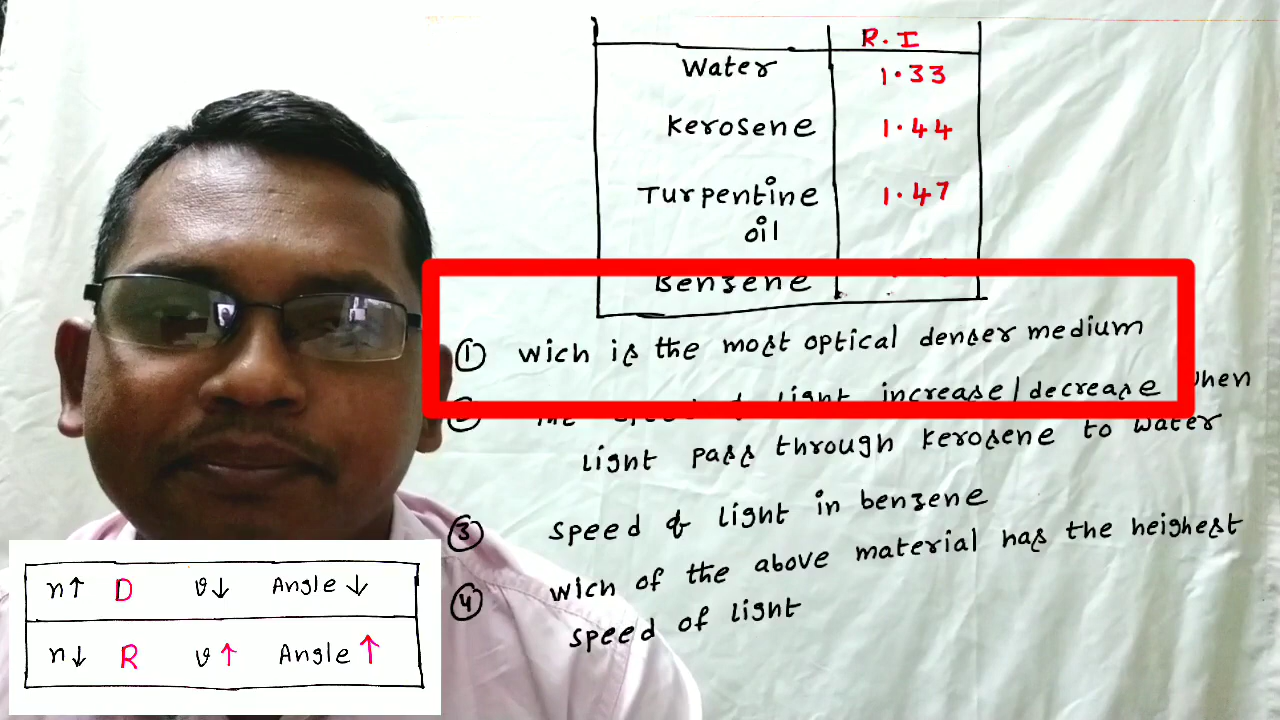 R.I
Water 1.33
Kerosene 1.44
Turpentine 1.47
oil
Benzene
① wich is the most optical denser medium
② light increase/decrease when
light pass through kerosene to water
③ speed of light in benzene
④ wich of the above material has the heighest
speed of light
n↑ D v↓ Angle↓
n↓ R v↑ Angle↑